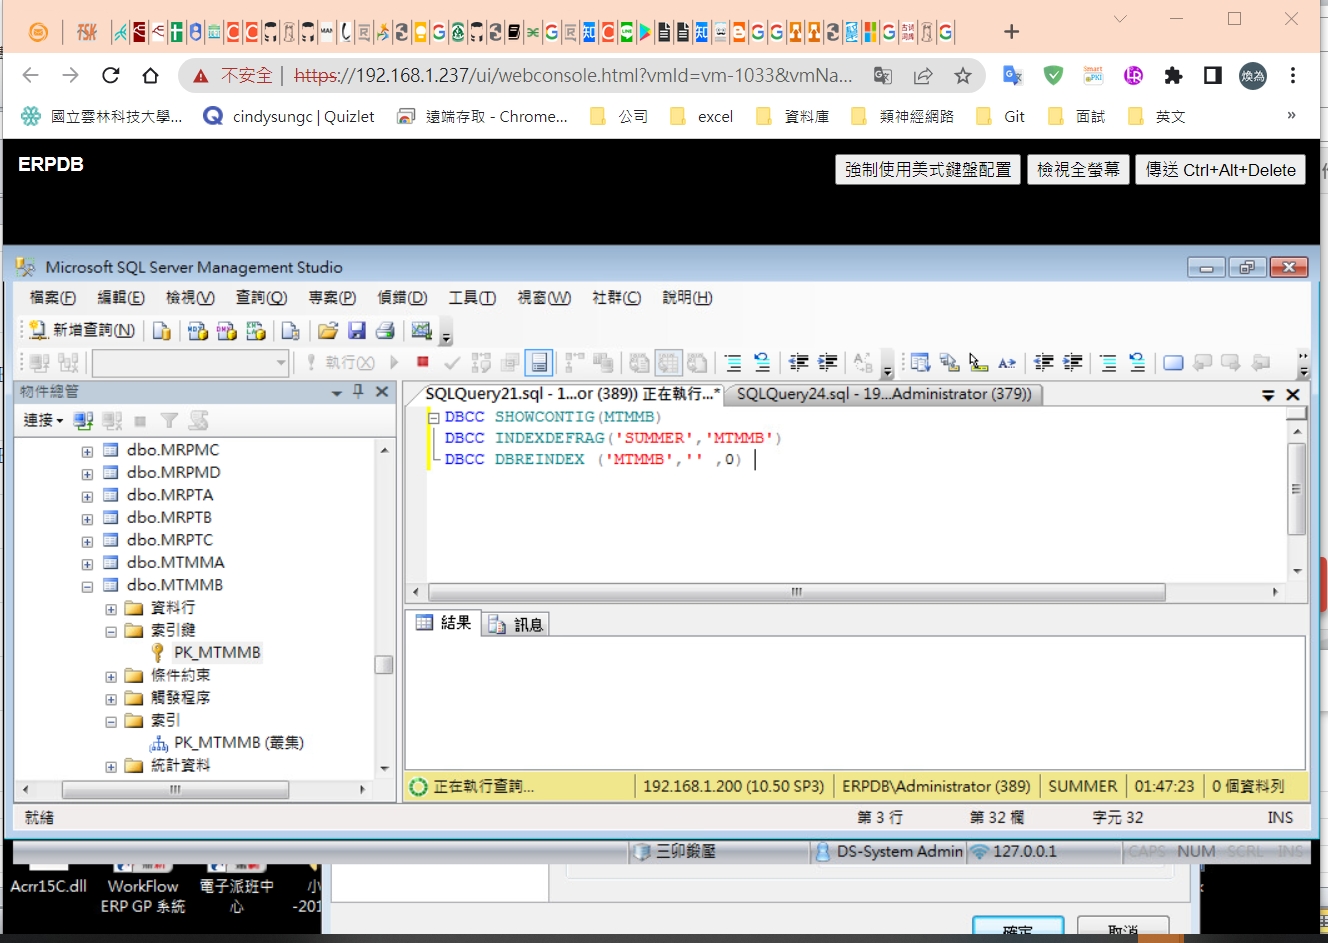 不安全 | https://192.168.1.237/ui/webconsole.html?vmId=vm-1033&vmNa...
國立雲林科技大學...
cindysungc | Quizlet
遠端存取 - Chrome...
公司
excel
資料庫
類神經網路
Git
面試
英文
»
ERPDB
強制使用美式鍵盤配置
檢視全螢幕
傳送 Ctrl+Alt+Delete
Microsoft SQL Server Management Studio
檔案(F) 編輯(E) 檢視(V) 查詢(Q) 專案(P) 偵錯(D) 工具(T) 視窗(W) 社群(C) 說明(H)
新增查詢(N)
執行(X)
物件總管
連接
dbo.MRPMC
dbo.MRPMD
dbo.MRPTA
dbo.MRPTB
dbo.MRPTC
dbo.MTMMA
dbo.MTMMB
資料行
索引鍵
PK_MTMMB
條件約束
觸發程序
索引
PK_MTMMB (叢集)
統計資料
SQLQuery21.sql - 1...or (389)) 正在執行...*
SQLQuery24.sql - 19...Administrator (379))
DBCC SHOWCONTIG(MTMMB)
DBCC INDEXDEFRAG('SUMMER','MTMMB')
DBCC DBREINDEX ('MTMMB','' ,0)
結果
訊息
正在執行查詢...
192.168.1.200 (10.50 SP3)
ERPDB\Administrator (389)
SUMMER
01:47:23
0 個資料列
就緒
第 3 行
第 32 欄
字元 32
INS
三卯鍛壓
DS-System Admin
127.0.0.1
CAPS NUM SCRL INS
Acrr15C.dll
WorkFlow
ERP GP 系統
電子派班中
心
小
-201
確定
取消